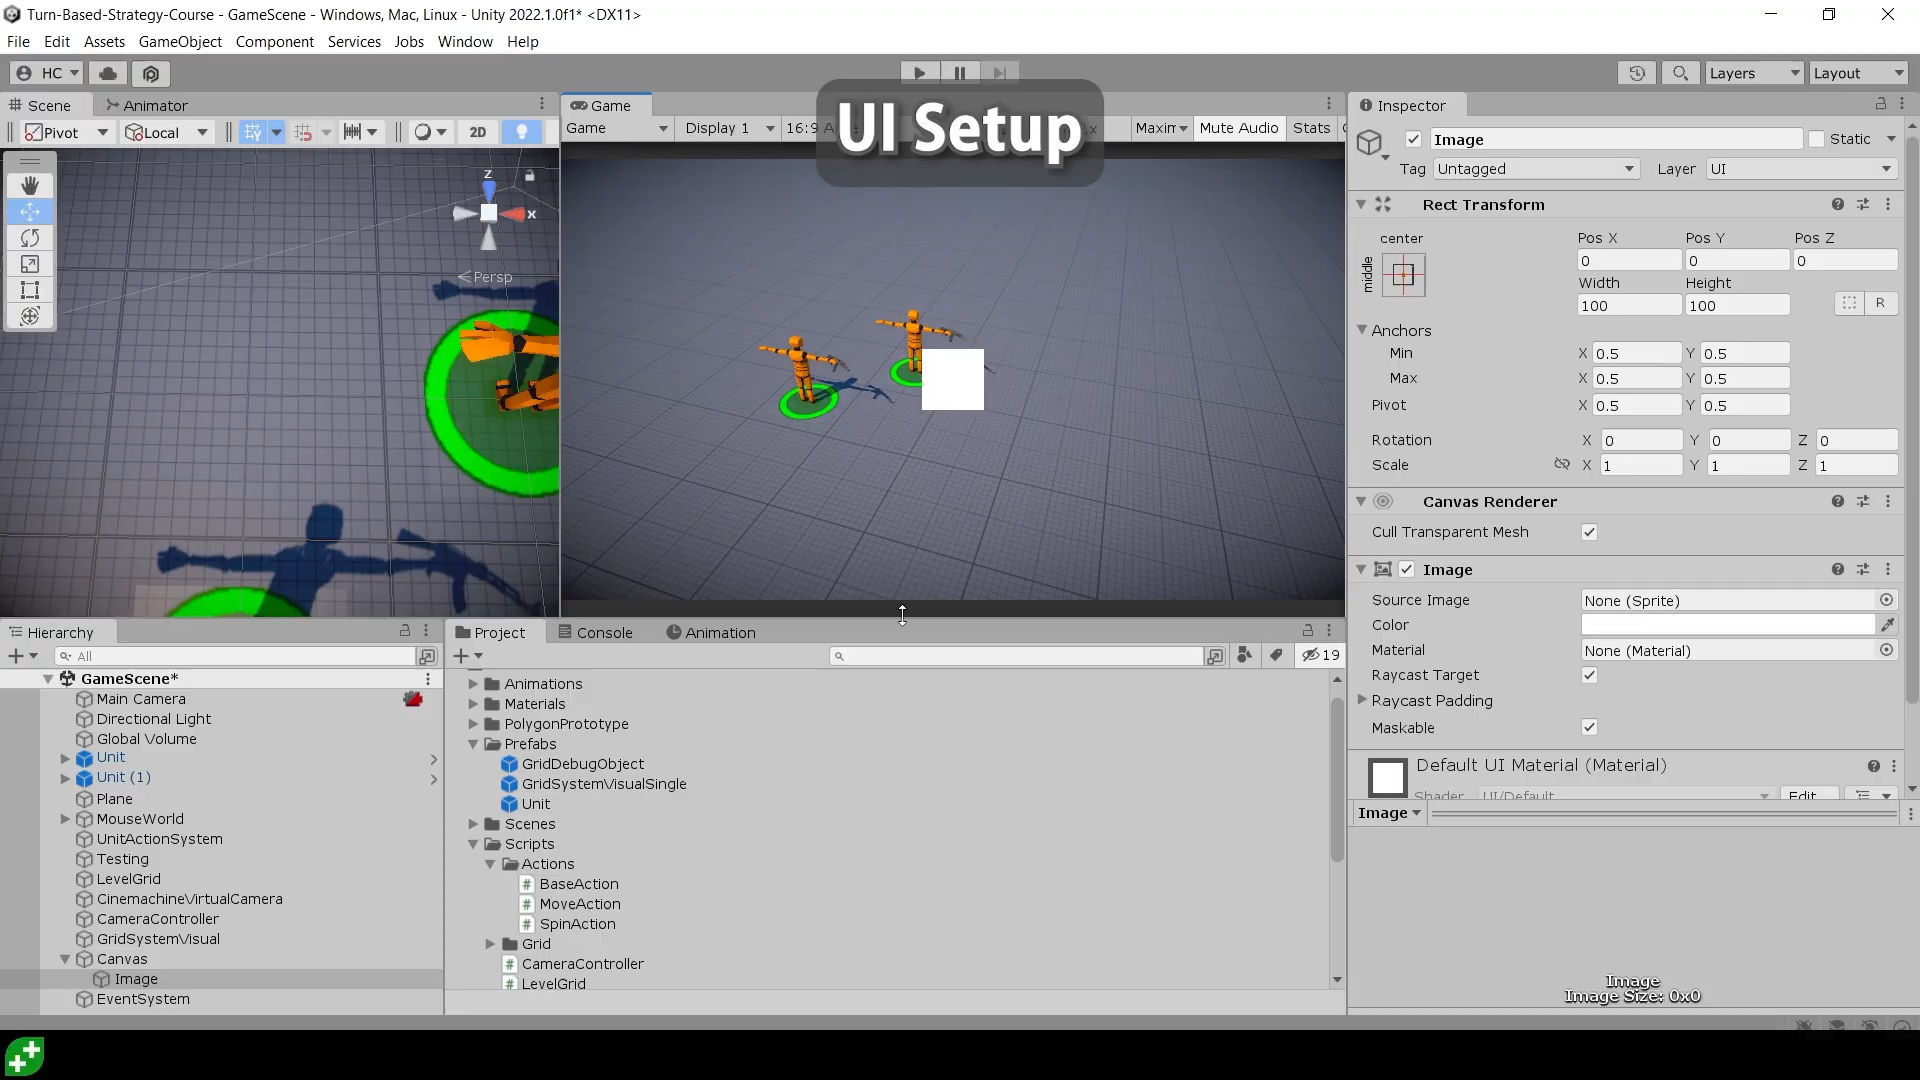 Turn-Based-Strategy-Course - GameScene - Windows, Mac, Linux - Unity 2022.1.0f1* <DX11>
File Edit Assets GameObject Component Services Jobs Window Help
HC Layers Layout
Scene Animator
Pivot Local 2D
z
x
Persp
Game
Game Display 1 16:9 A x Maxim Mute Audio Stats
UI Setup
Inspector
Image Static
Tag Untagged Layer UI
Rect Transform
center
middle
Pos X Pos Y Pos Z
0 0 0
Width Height
100 100 R
Anchors
Min X 0.5 Y 0.5
Max X 0.5 Y 0.5
Pivot X 0.5 Y 0.5
Rotation X 0 Y 0 Z 0
Scale X 1 Y 1 Z 1
Canvas Renderer
Cull Transparent Mesh
Image
Source Image None (Sprite)
Color
Material None (Material)
Raycast Target
Raycast Padding
Maskable
Default UI Material (Material)
Shader UI/Default Edit
Image
Image
Image Size: 0x0
Hierarchy
All
GameScene*
Main Camera
Directional Light
Global Volume
Unit
Unit (1)
Plane
MouseWorld
UnitActionSystem
Testing
LevelGrid
CinemachineVirtualCamera
CameraController
GridSystemVisual
Canvas
Image
EventSystem
Project Console Animation
19
Animations
Materials
PolygonPrototype
Prefabs
GridDebugObject
GridSystemVisualSingle
Unit
Scenes
Scripts
Actions
BaseAction
MoveAction
SpinAction
Grid
CameraController
LevelGrid